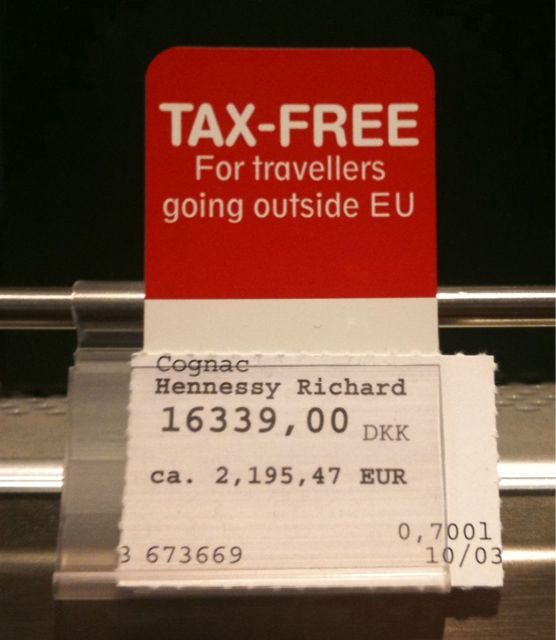 TAX-FREE
For travellers
going outside EU
Cognac
Hennessy Richard
16339,00 DKK
ca. 2,195,47 EUR
0,700l
3 673669 10/03